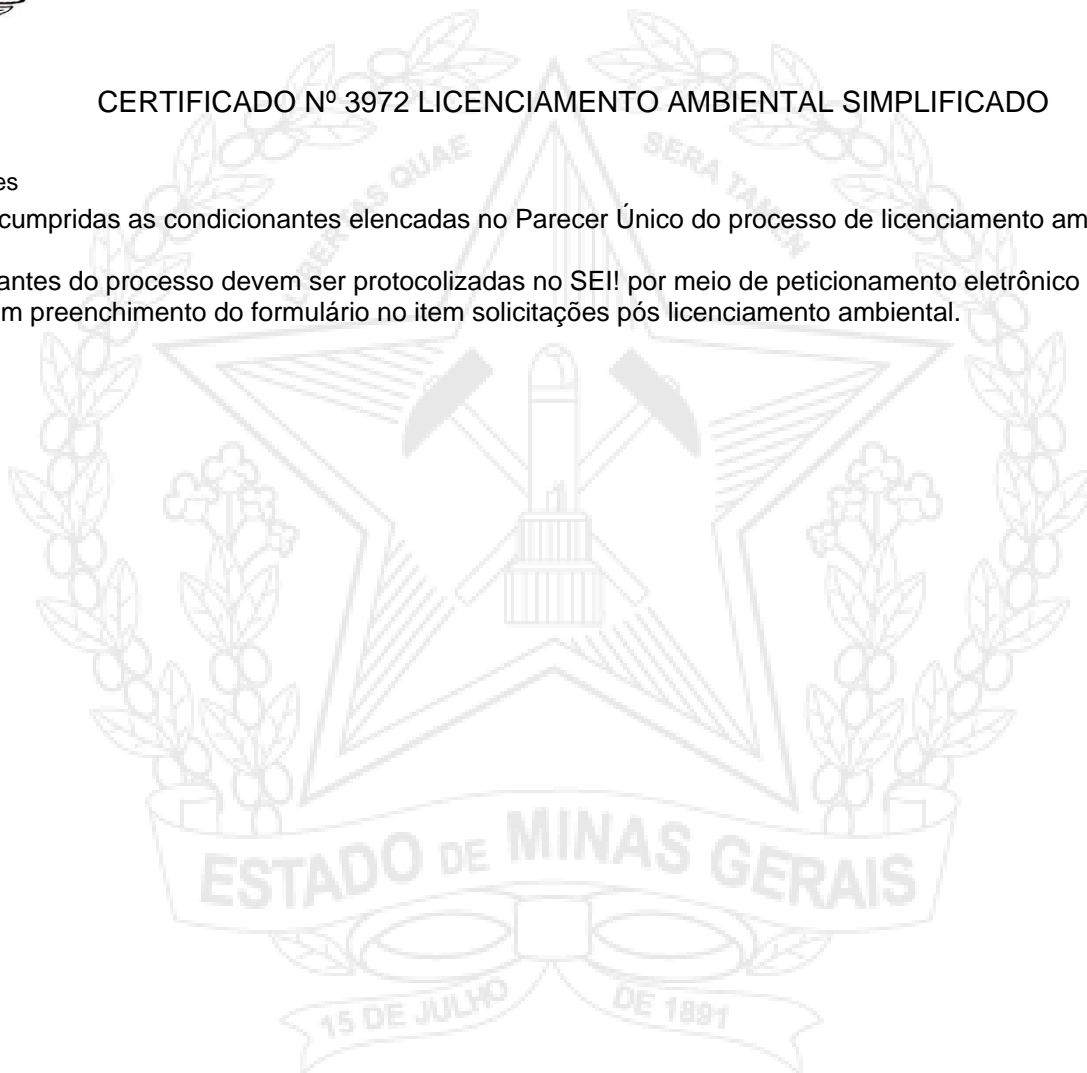 CERTIFICADO Nº 3972 LICENCIAMENTO AMBIENTAL SIMPLIFICADO
es
cumpridas as condicionantes elencadas no Parecer Único do processo de licenciamento am
antes do processo devem ser protocolizadas no SEI! por meio de peticionamento eletrônico
m preenchimento do formulário no item solicitações pós licenciamento ambiental.
LIBERTAS QUAE SERA TAMEN
ESTADO DE MINAS GERAIS
15 DE JULHO DE 1891